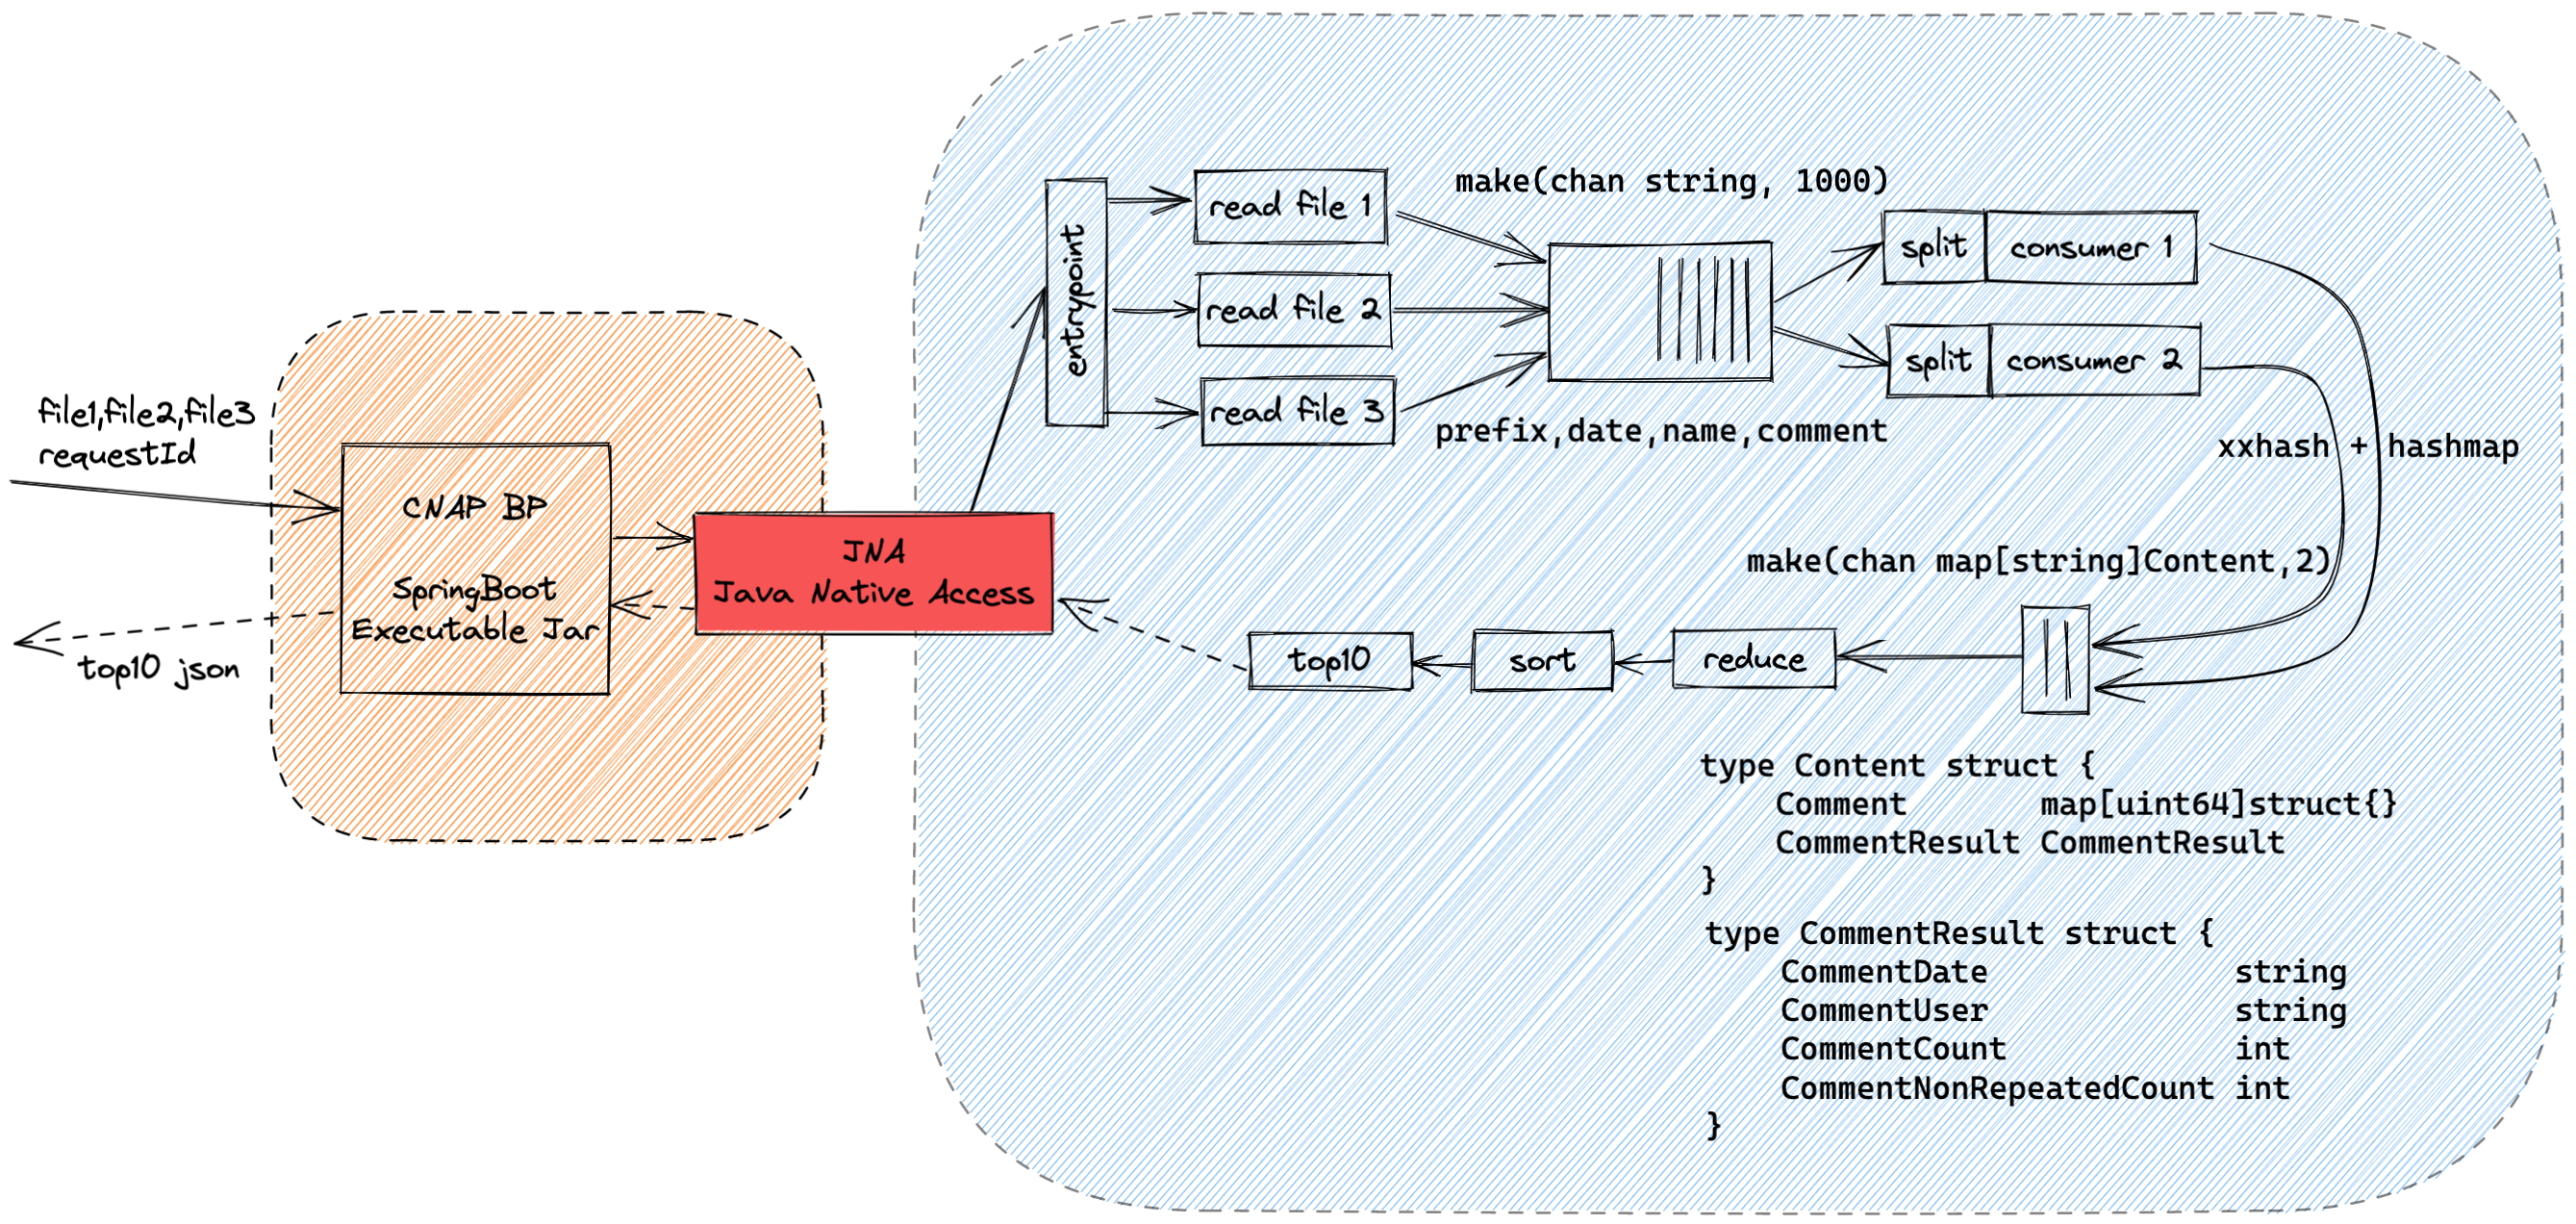 file1,file2,file3
requestId
CNAP BP
SpringBoot
Executable Jar
top10 json
JNA
Java Native Access
entrypoint
read file 1
read file 2
read file 3
make(chan string, 1000)
prefix,date,name,comment
split
consumer 1
split
consumer 2
xxhash + hashmap
make(chan map[string]Content,2)
reduce
sort
top10
type Content struct {
    Comment       map[uint64]struct{}
    CommentResult CommentResult
}
type CommentResult struct {
    CommentDate             string
    CommentUser             string
    CommentCount            int
    CommentNonRepeatedCount int
}